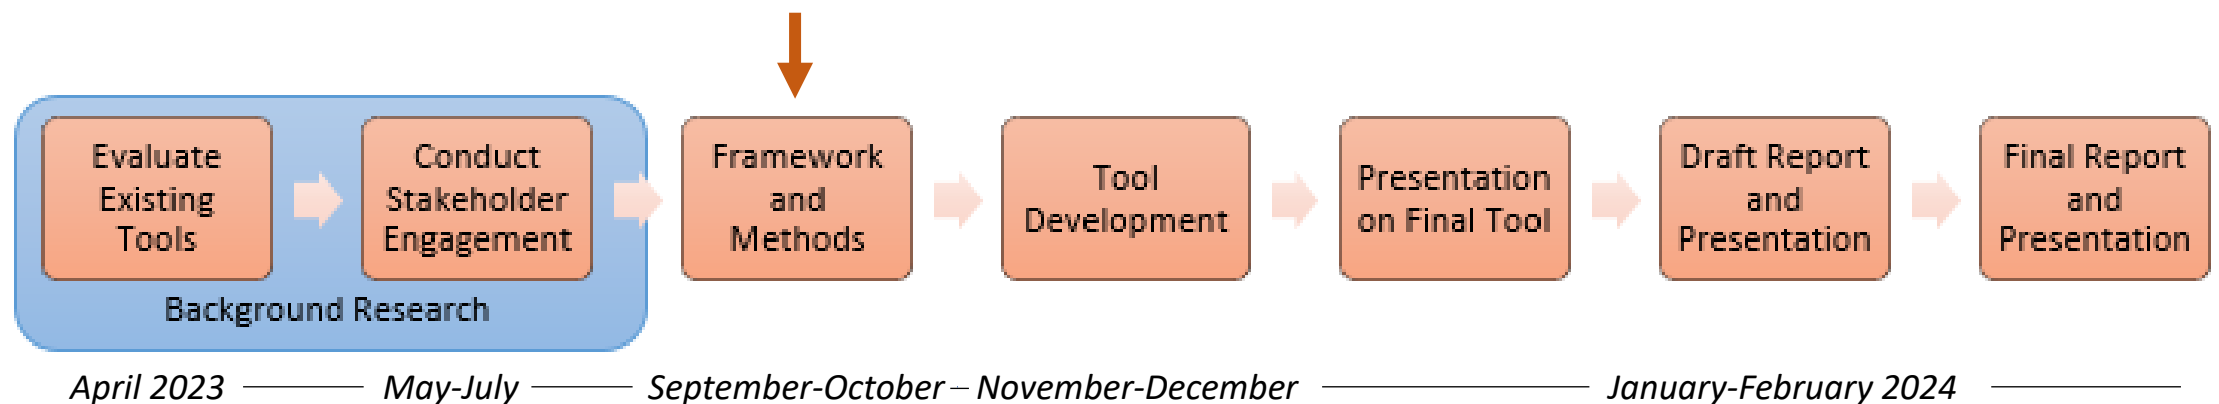 Evaluate
Existing
Tools
Conduct
Stakeholder
Engagement
Background Research
Framework
and
Methods
Tool
Development
Presentation
on Final Tool
Draft Report
and
Presentation
Final Report
and
Presentation
April 2023
May-July
September-October
November-December
January-February 2024